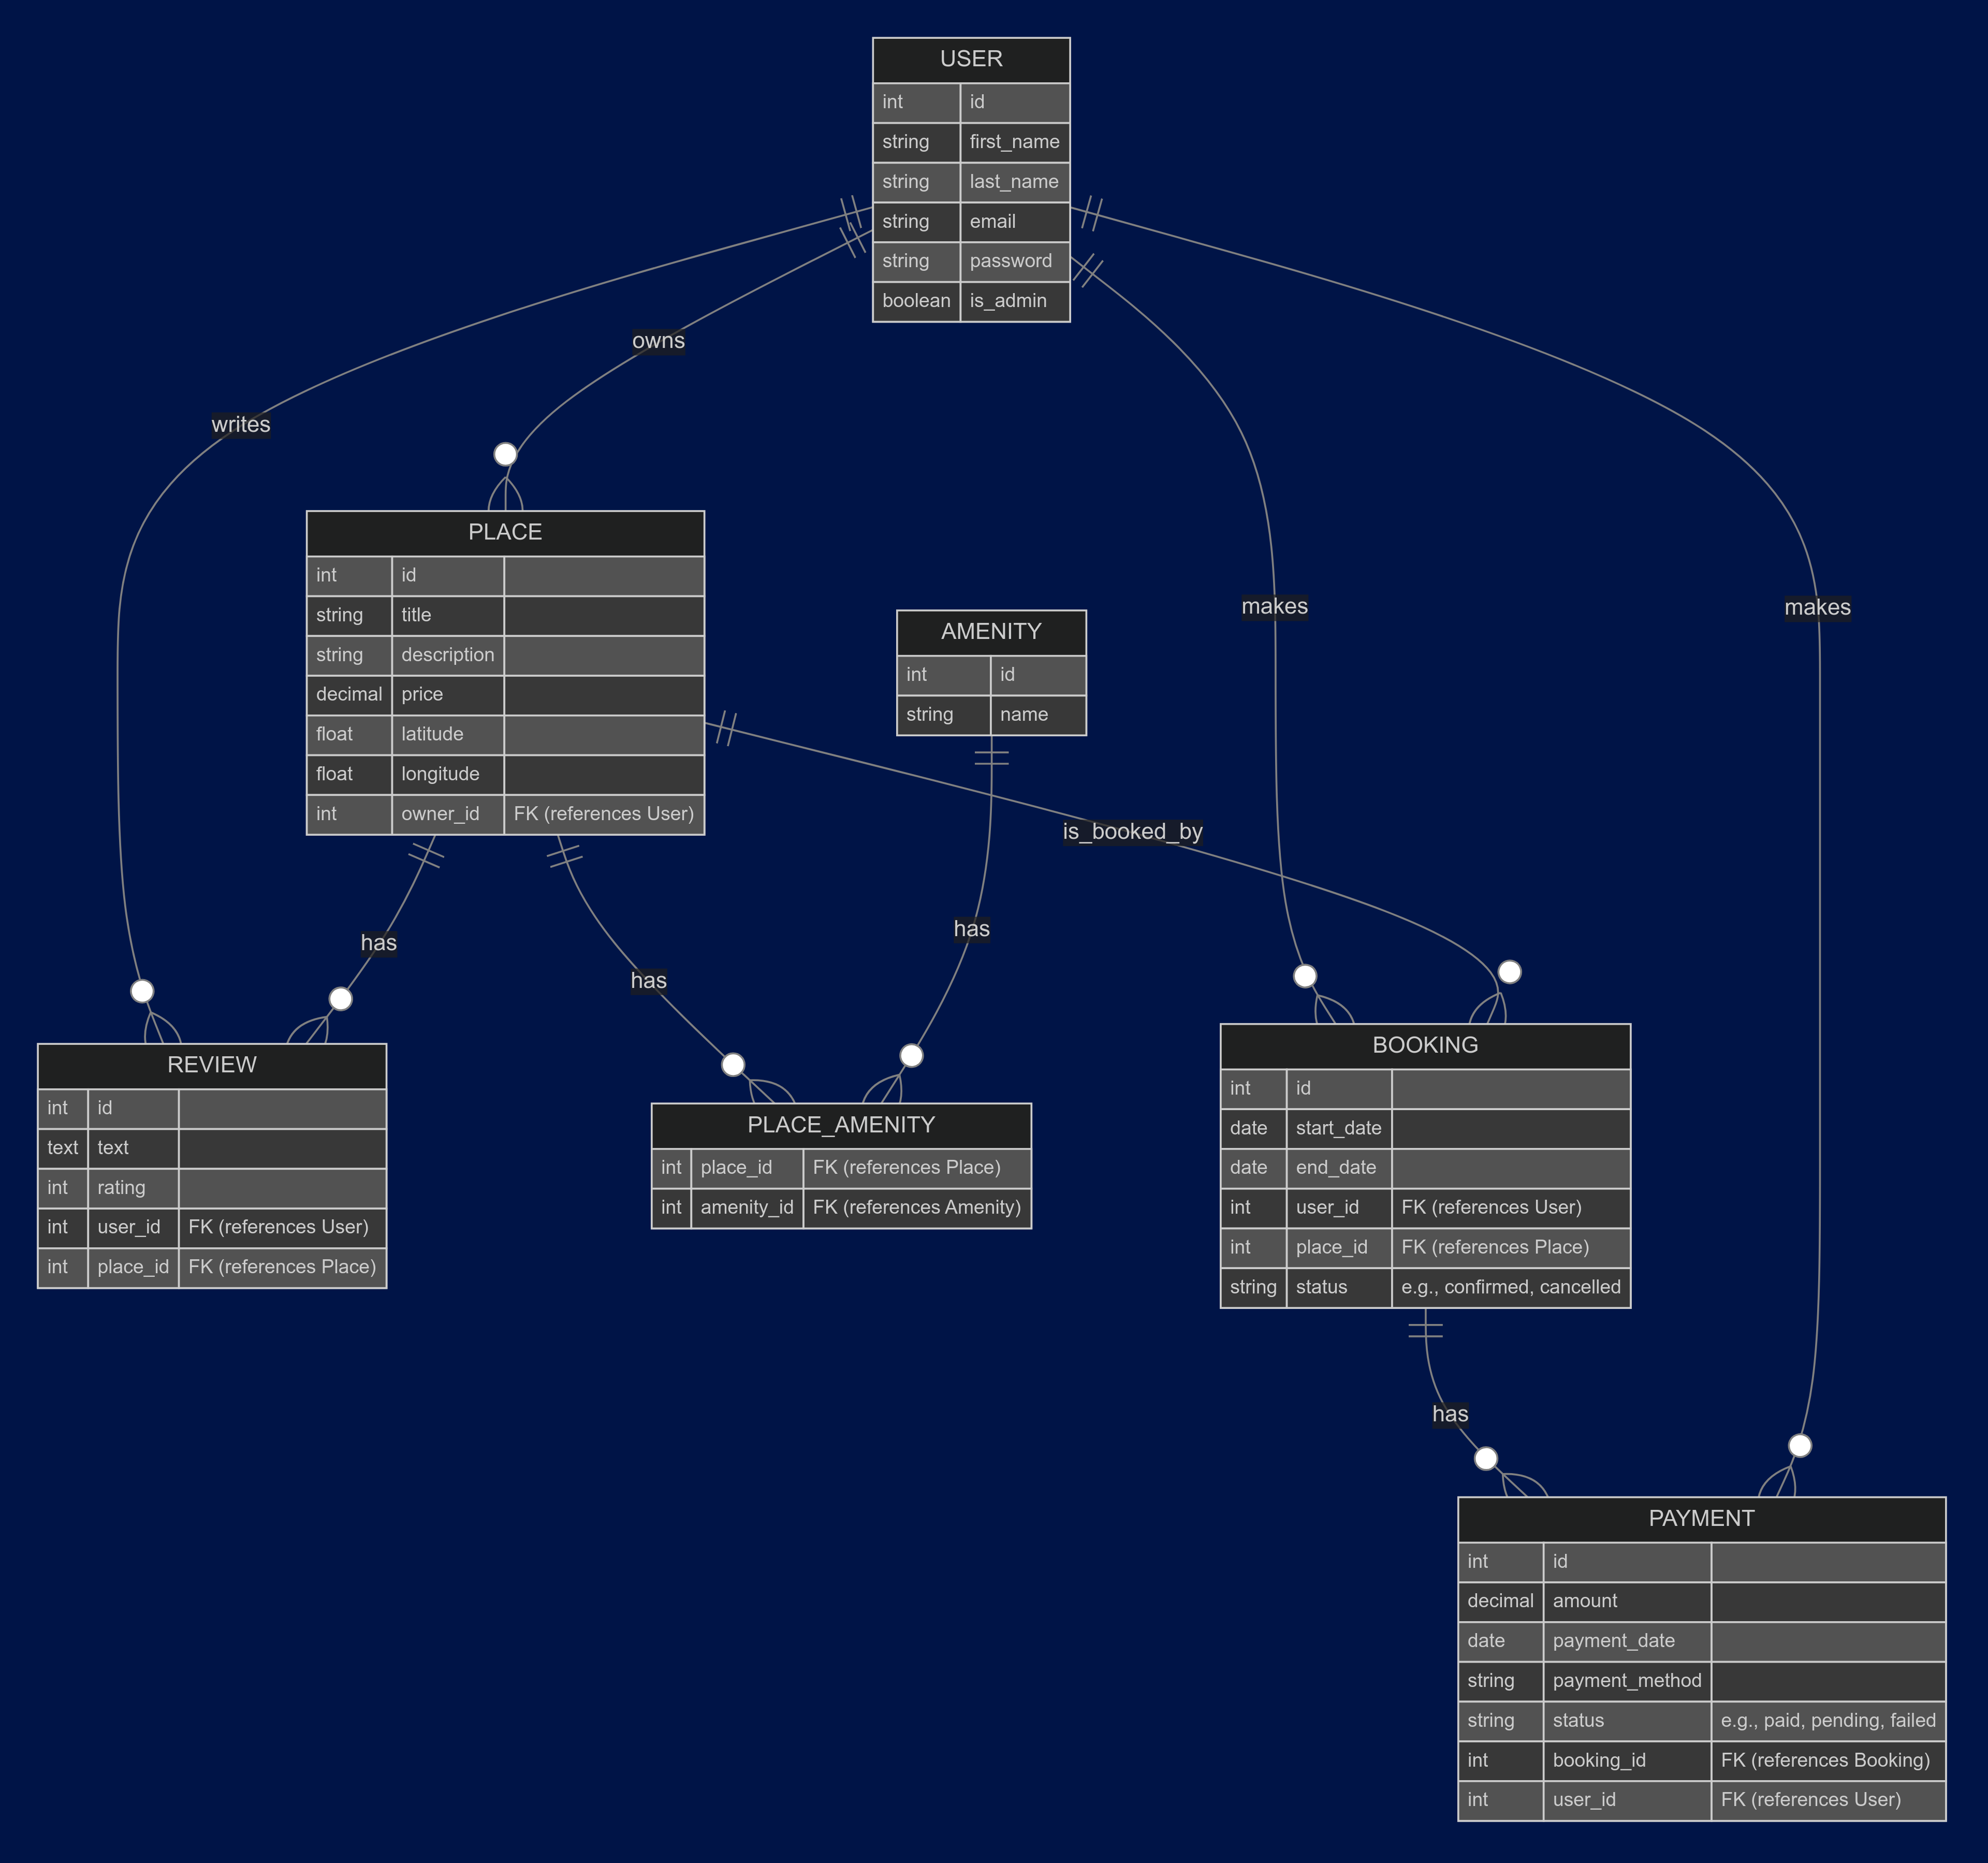 USER
int id
string first_name
string last_name
string email
string password
boolean is_admin
owns
writes
PLACE
int id
string title
string description
decimal price
float latitude
float longitude
int owner_id FK (references User)
AMENITY
int id
string name
makes
makes
is_booked_by
has
has
has
REVIEW
int id
text text
int rating
int user_id FK (references User)
int place_id FK (references Place)
PLACE_AMENITY
int place_id FK (references Place)
int amenity_id FK (references Amenity)
BOOKING
int id
date start_date
date end_date
int user_id FK (references User)
int place_id FK (references Place)
string status e.g., confirmed, cancelled
has
PAYMENT
int id
decimal amount
date payment_date
string payment_method
string status e.g., paid, pending, failed
int booking_id FK (references Booking)
int user_id FK (references User)